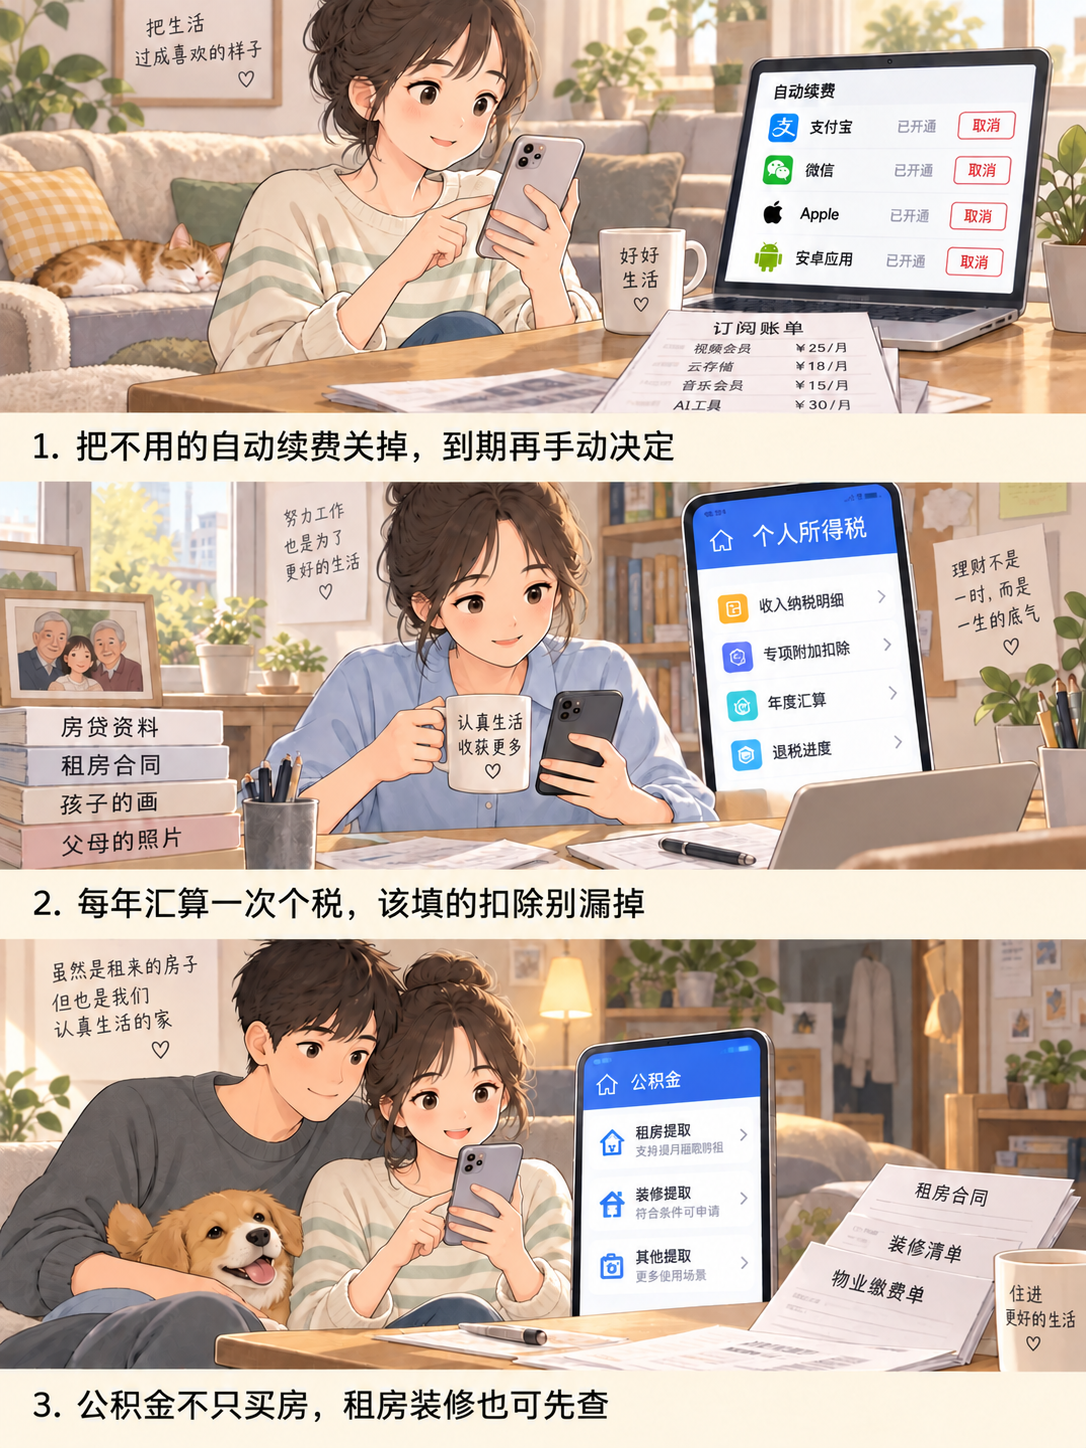 把生活
过成喜欢的样子
自动续费
支付宝 已开通 取消
微信 已开通 取消
Apple 已开通 取消
安卓应用 已开通 取消
好好
生活
订阅账单
视频会员 ¥25/月
云存储 ¥18/月
音乐会员 ¥15/月
AI工具 ¥30/月
1. 把不用的自动续费关掉，到期再手动决定
努力工作
也是为了
更好的生活
个人所得税
收入纳税明细
专项附加扣除
年度汇算
退税进度
理财不是
一时，而是
一生的底气
认真生活
收获更多
房贷资料
租房合同
孩子的画
父母的照片
2. 每年汇算一次个税，该填的扣除别漏掉
虽然是租来的房子
但也是我们
认真生活的家
公积金
租房提取
支持
装修提取
符合条件可申请
其他提取
更多使用场景
租房合同
装修清单
物业缴费单
住进
更好的生活
3. 公积金不只买房，租房装修也可先查